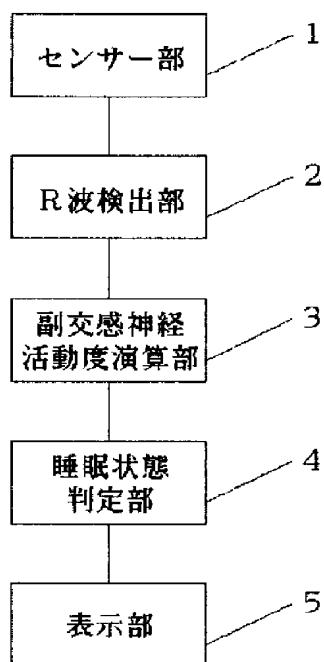 センサー部
1
R波検出部
2
副交感神経
活動度演算部
3
睡眠状態
判定部
4
表示部
5